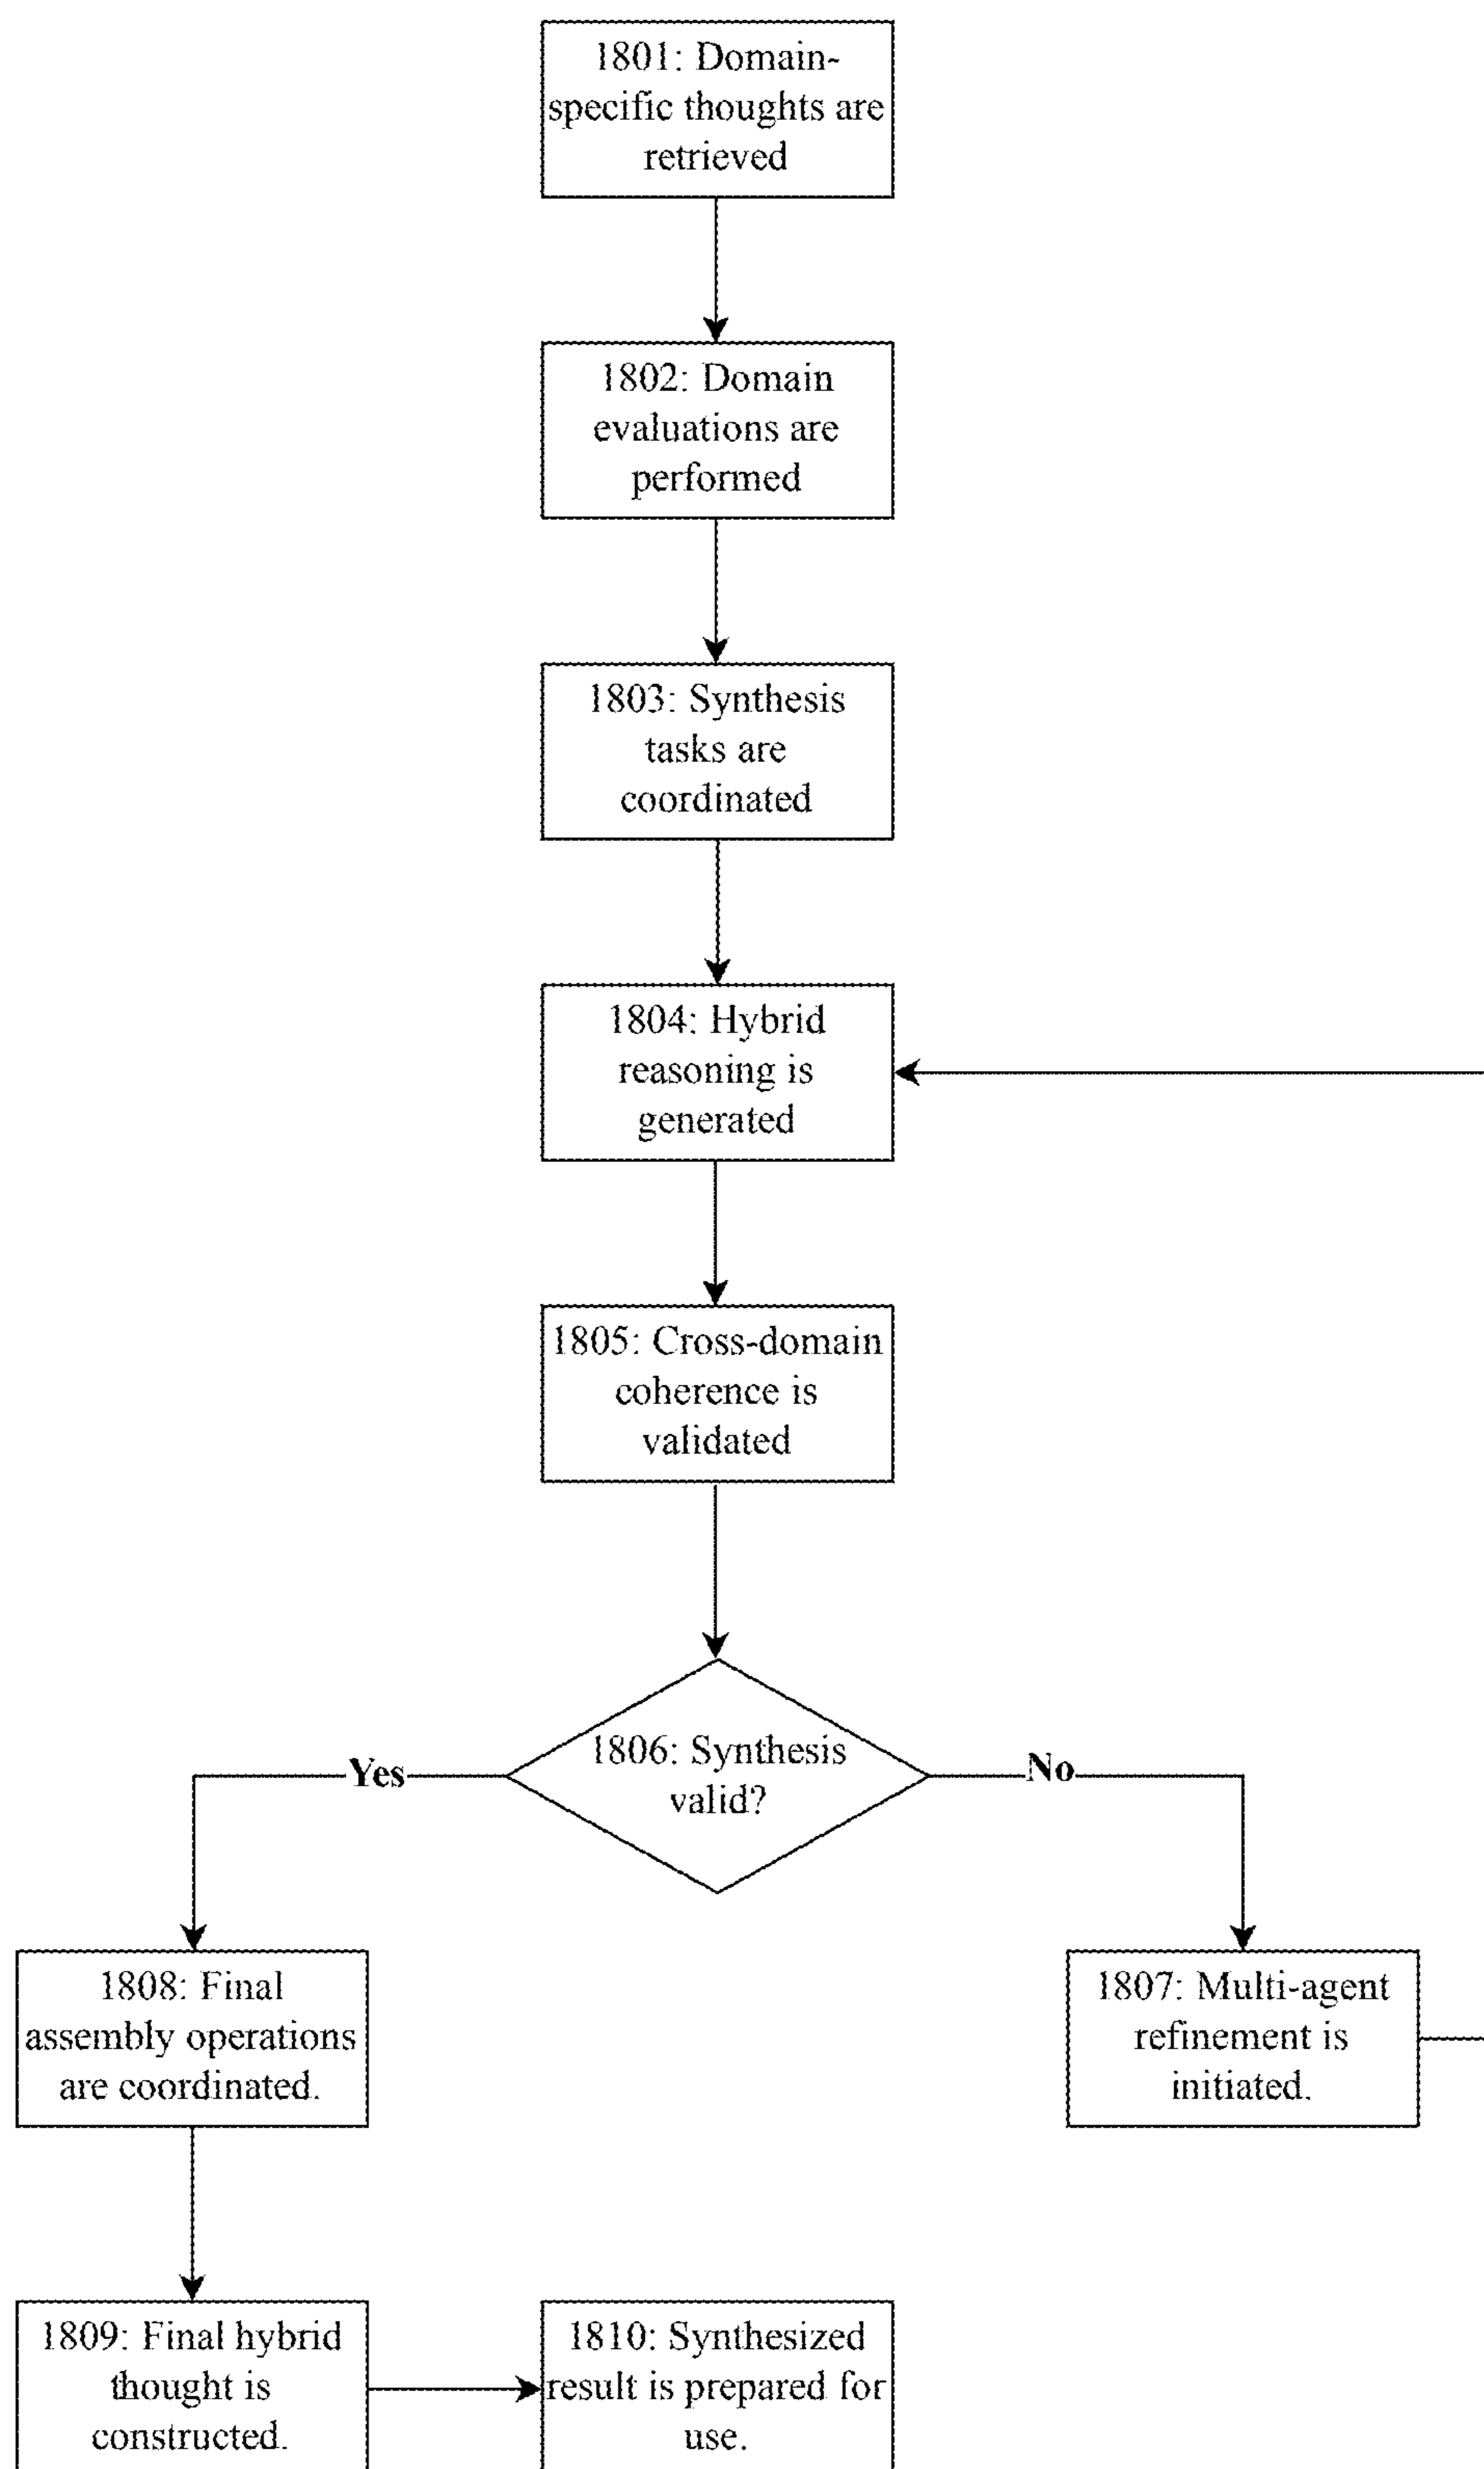 1801: Domain-
specific thoughts are
retrieved
1802: Domain
evaluations are
performed
1803: Synthesis
tasks are
coordinated
1804: Hybrid
reasoning is
generated
1805: Cross-domain
coherence is
validated
1806: Synthesis
valid?
Yes
No
1808: Final
assembly operations
are coordinated.
1807: Multi-agent
refinement is
initiated.
1809: Final hybrid
thought is
constructed.
1810: Synthesized
result is prepared for
use.